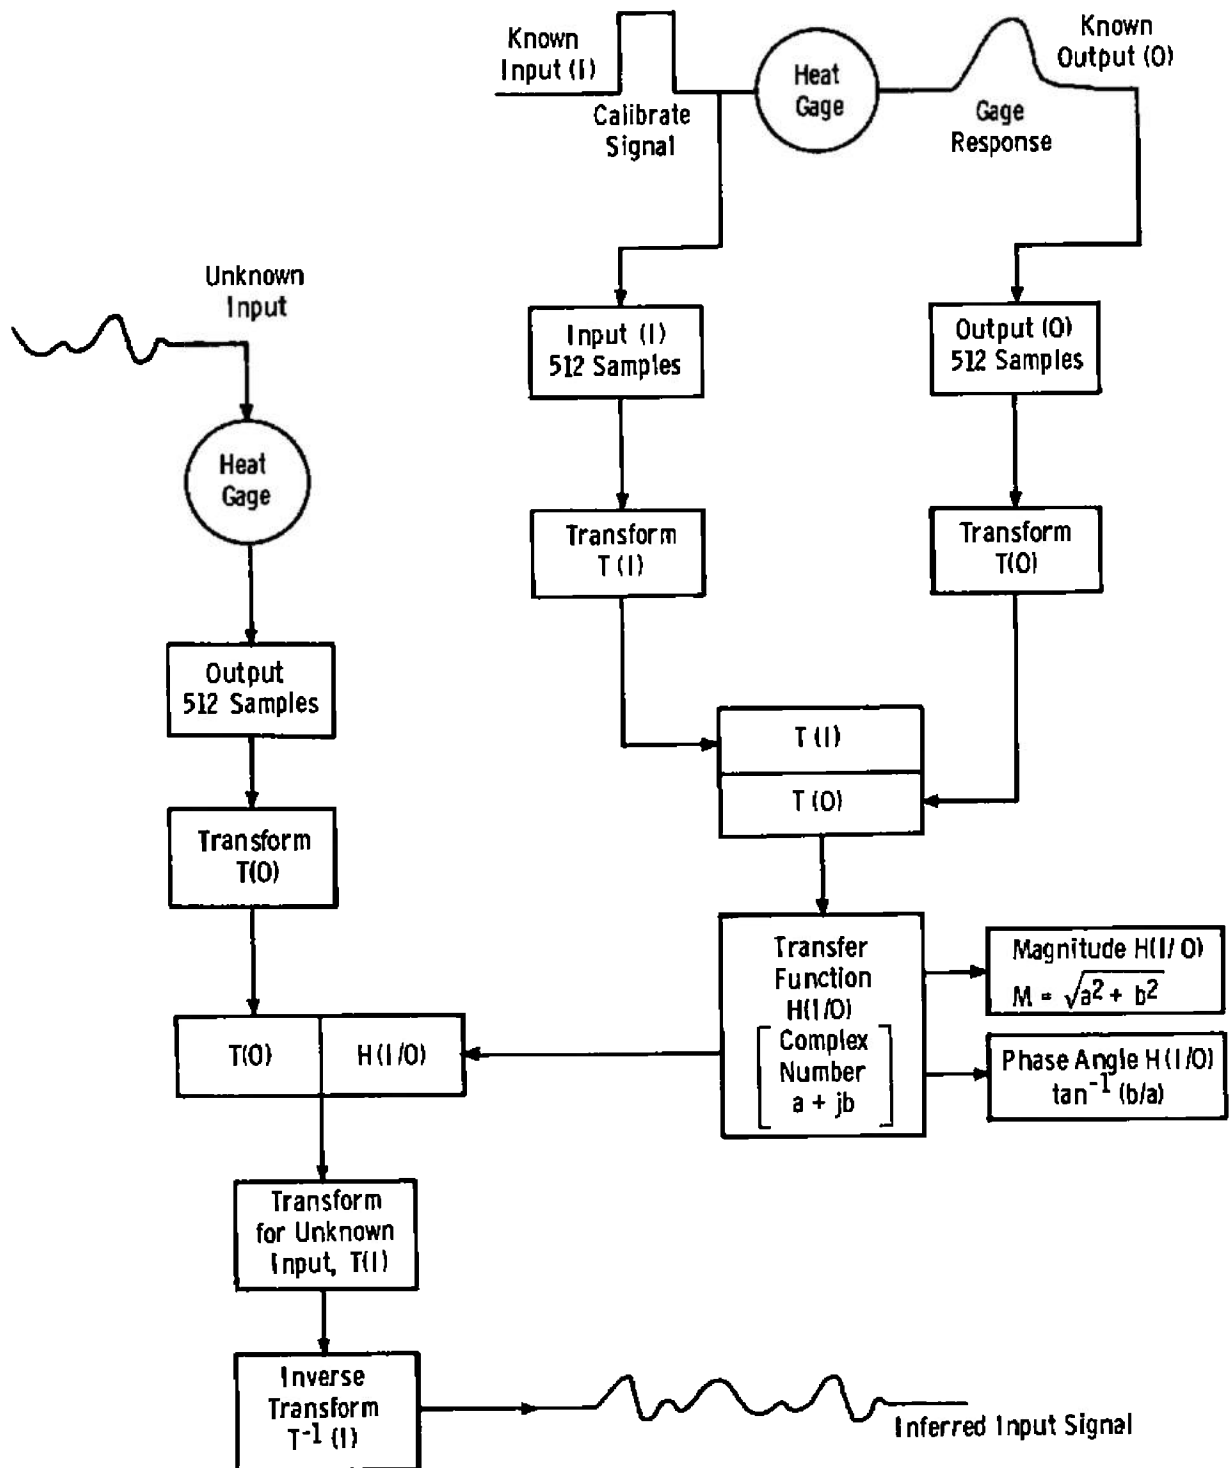 Known
Input (I)
Calibrate
Signal
Heat
Gage
Gage
Response
Known
Output (O)
Unknown
Input
Heat
Gage
Input (I)
512 Samples
Output (O)
512 Samples
Transform
T (I)
Transform
T(O)
Output
512 Samples
T (I)
T (O)
Transform
T(O)
Transfer
Function
H(I/O)
Complex
Number
a + jb
Magnitude H(I/O)
M = √a² + b²
Phase Angle H(I/O)
tan⁻¹ (b/a)
T(O)
H(I/O)
Transform
for Unknown
Input, T(I)
Inverse
Transform
T⁻¹ (I)
Inferred Input Signal